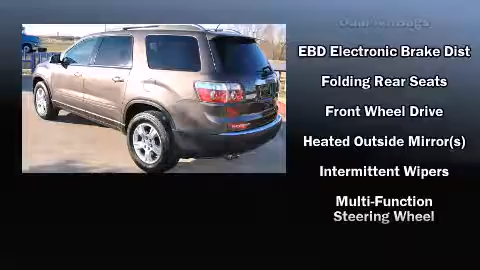 EBD Electronic Brake Dist
Folding Rear Seats
Front Wheel Drive
Heated Outside Mirror(s)
Intermittent Wipers
Multi-Function
Steering Wheel